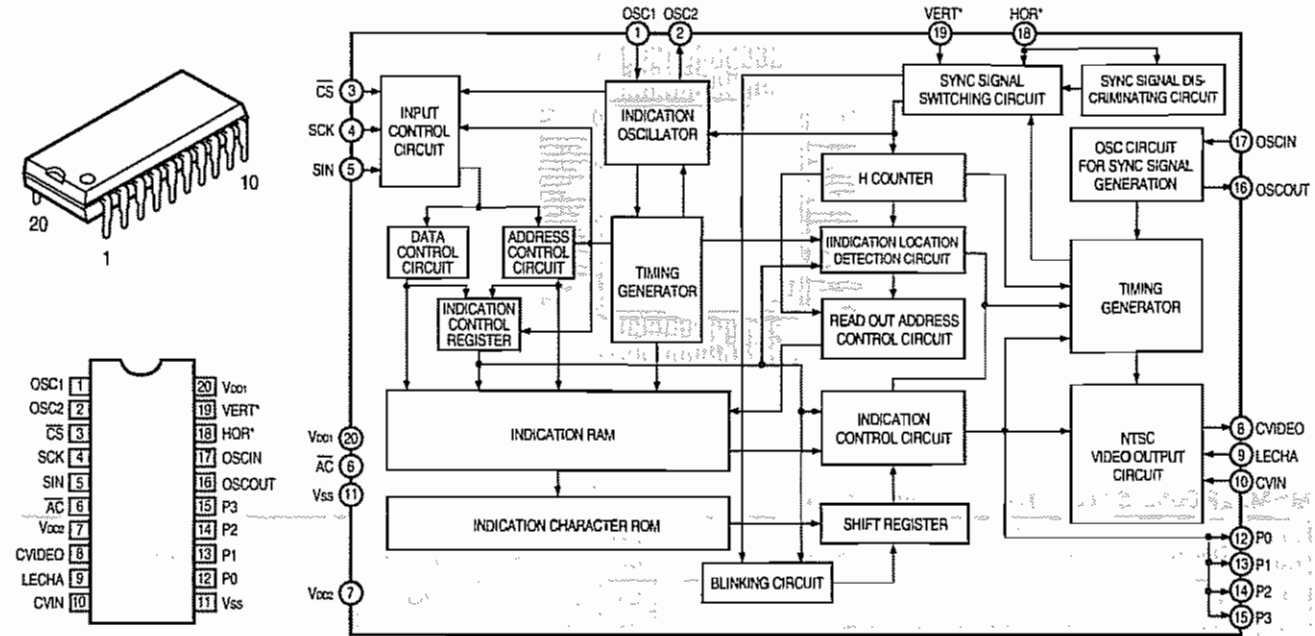 OSC1 OSC2
1 2
VERT* HOR*
19 18
CS 3
SCK 4
SIN 5
INPUT
CONTROL
CIRCUIT
INDICATION
OSCILLATOR
SYNC SIGNAL
SWITCHING CIRCUIT
SYNC SIGNAL DIS-
CRIMINATING CIRCUIT
OSC CIRCUIT
FOR SYNC SIGNAL
GENERATION
17 OSCIN
16 OSCOUT
H COUNTER
DATA
CONTROL
CIRCUIT
ADDRESS
CONTROL
CIRCUIT
TIMING
GENERATOR
IINDICATION LOCATION
DETECTION CIRCUIT
TIMING
GENERATOR
INDICATION
CONTROL
REGISTER
READ OUT ADDRESS
CONTROL CIRCUIT
INDICATION RAM
INDICATION
CONTROL CIRCUIT
NTSC
VIDEO OUTPUT
CIRCUIT
INDICATION CHARACTER ROM
SHIFT REGISTER
BLINKING CIRCUIT
VDD1 20
AC 6
VSS 11
VDD2 7
8 CVIDEO
9 LECHA
10 CVIN
12 P0
13 P1
14 P2
15 P3
20
1
10
OSC1 1 20 VDD1
OSC2 2 19 VERT*
CS 3 18 HOR*
SCK 4 17 OSCIN
SIN 5 16 OSCOUT
AC 6 15 P3
VDD2 7 14 P2
CVIDEO 8 13 P1
LECHA 9 12 P0
CVIN 10 11 VSS